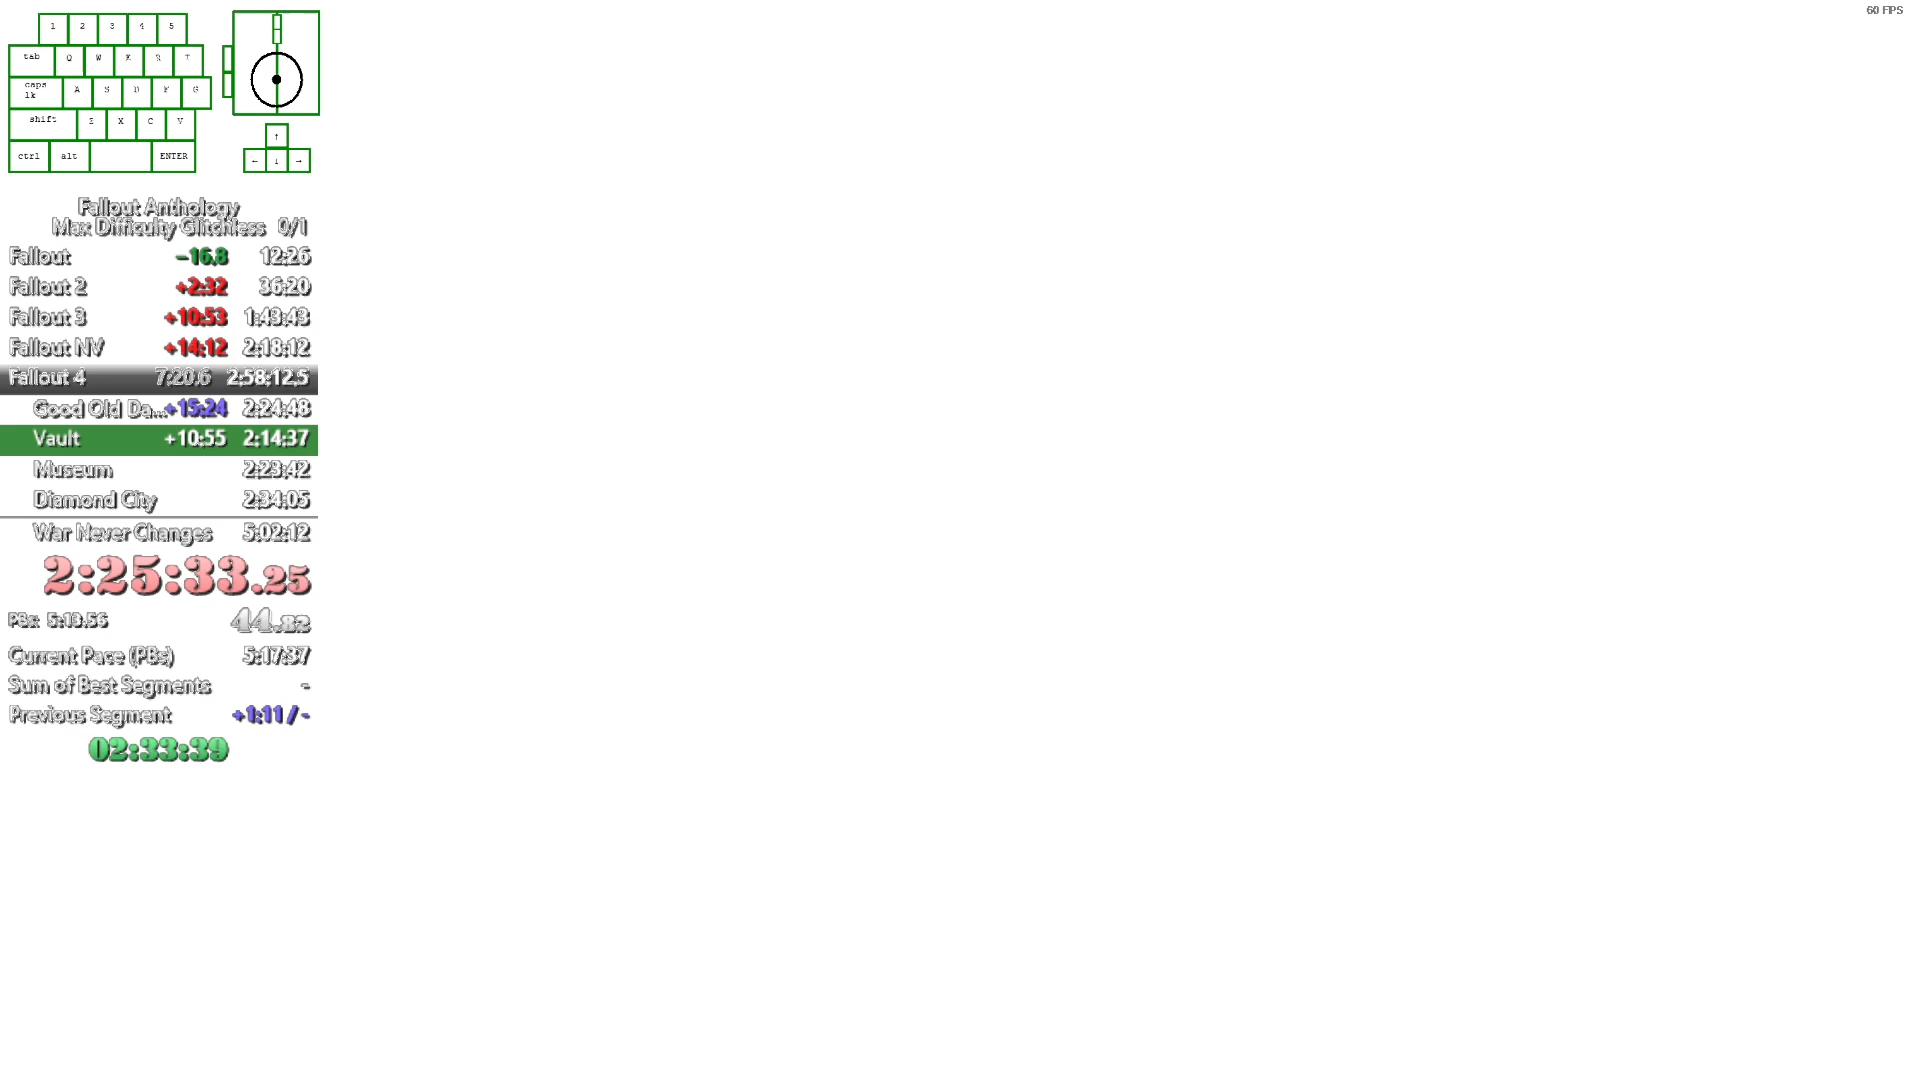 60 FPS
1 2 3 4 5
tab Q W E R T
caps lk A S D F G
shift Z X C V
ctrl alt ENTER
↑
← ↓ →
Fallout Anthology
Max Difficulty Glitchless 0/1
Fallout −16.8 12:26
Fallout 2 +2:32 36:20
Fallout 3 +10:53 1:43:43
Fallout NV +14:12 2:18:12
Fallout 4 7:20.6 2:58:12.5
Good Old Da... +15:24 2:24:48
Vault +10:55 2:14:37
Museum 2:23:42
Diamond City 2:34:05
War Never Changes 5:02:12
2:25:33.25
PBs: 5:13.56 44.82
Current Pace (PBs) 5:17:37
Sum of Best Segments -
Previous Segment +1:11 / -
02:33:39